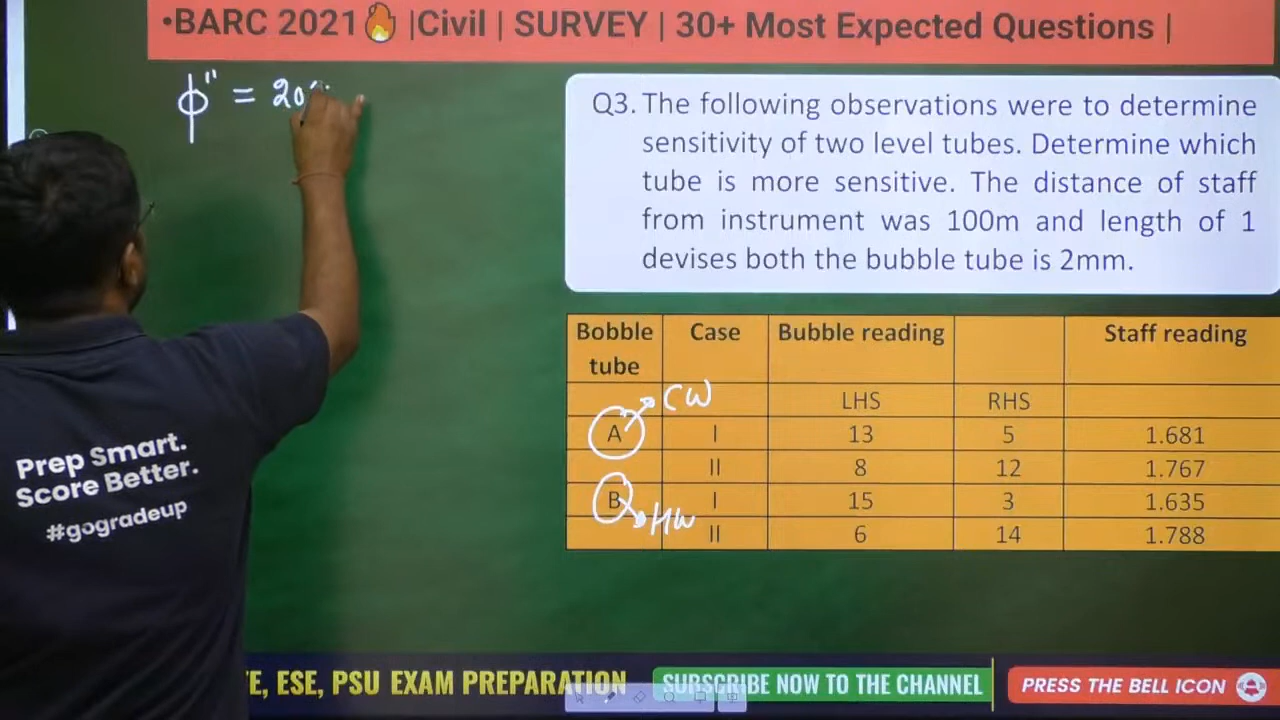 •BARC 2021🔥 |Civil | SURVEY | 30+ Most Expected Questions |
ɸ" = 20
Q3. The following observations were to determine
sensitivity of two level tubes. Determine which
tube is more sensitive. The distance of staff
from instrument was 100m and length of 1
devises both the bubble tube is 2mm.
Bobble tube Case Bubble reading Staff reading
LHS RHS
CW
A I 13 5 1.681
II 8 12 1.767
B I 15 3 1.635
HW
II 6 14 1.788
Prep Smart.
Score Better.
#gogradeup
E, ESE, PSU EXAM PREPARATION
SUBSCRIBE NOW TO THE CHANNEL
PRESS THE BELL ICON